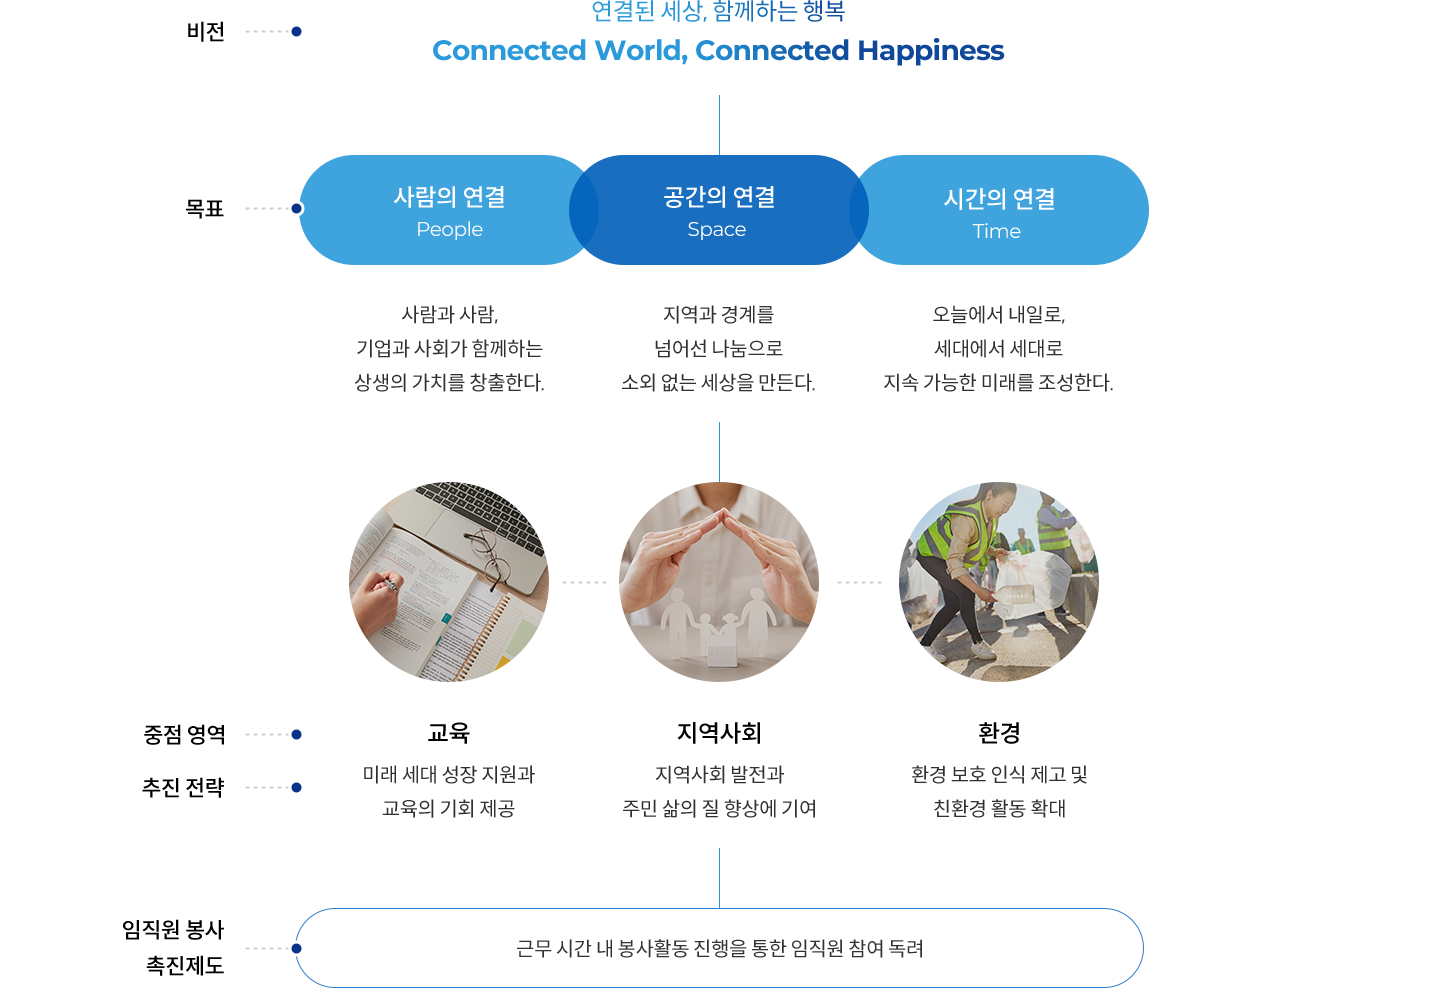 비전
연결된 세상, 함께하는 행복
Connected World, Connected Happiness
목표
사람의 연결
People
공간의 연결
Space
시간의 연결
Time
사람과 사람,
기업과 사회가 함께하는
상생의 가치를 창출한다.
지역과 경계를
넘어선 나눔으로
소외 없는 세상을 만든다.
오늘에서 내일로,
세대에서 세대로
지속 가능한 미래를 조성한다.
중점 영역
교육
지역사회
환경
추진 전략
미래 세대 성장 지원과
교육의 기회 제공
지역사회 발전과
주민 삶의 질 향상에 기여
환경 보호 인식 제고 및
친환경 활동 확대
임직원 봉사
촉진제도
근무 시간 내 봉사활동 진행을 통한 임직원 참여 독려